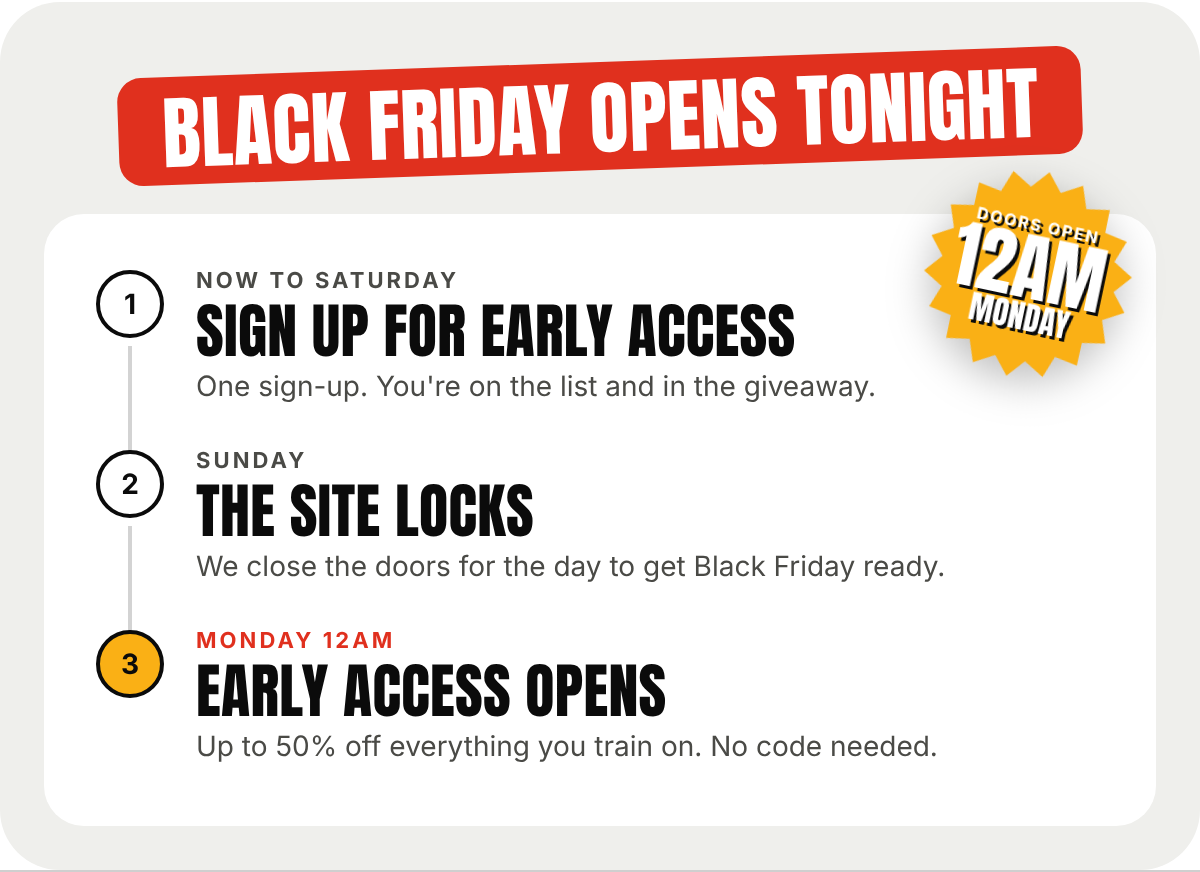 BLACK FRIDAY OPENS TONIGHT
DOORS OPEN
12AM
MONDAY
1
NOW TO SATURDAY
SIGN UP FOR EARLY ACCESS
One sign-up. You're on the list and in the giveaway.
2
SUNDAY
THE SITE LOCKS
We close the doors for the day to get Black Friday ready.
3
MONDAY 12AM
EARLY ACCESS OPENS
Up to 50% off everything you train on. No code needed.